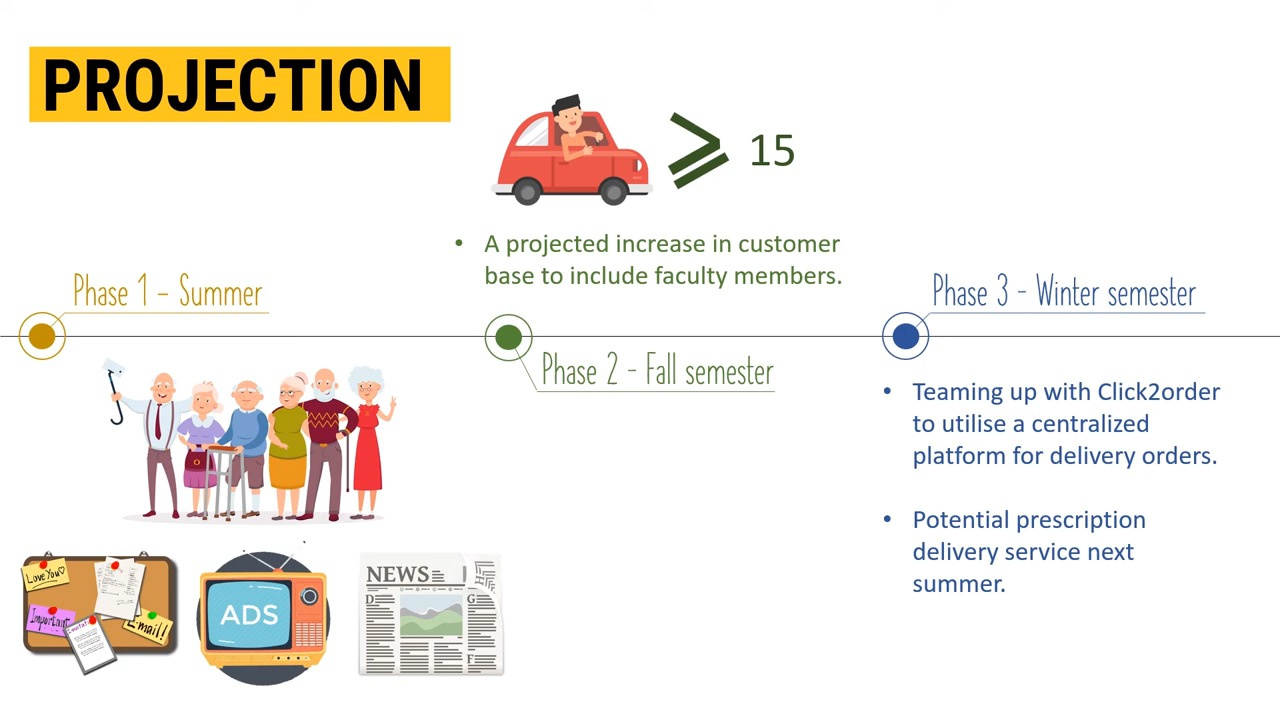 PROJECTION
⩾ 15
• A projected increase in customer
base to include faculty members.
Phase 1 - Summer
Phase 2 - Fall semester
Phase 3 - Winter semester
• Teaming up with Click2order
to utilise a centralized
platform for delivery orders.
• Potential prescription
delivery service next
summer.
Love You♡
Important
E-mail!
ADS
NEWS
D
G
E